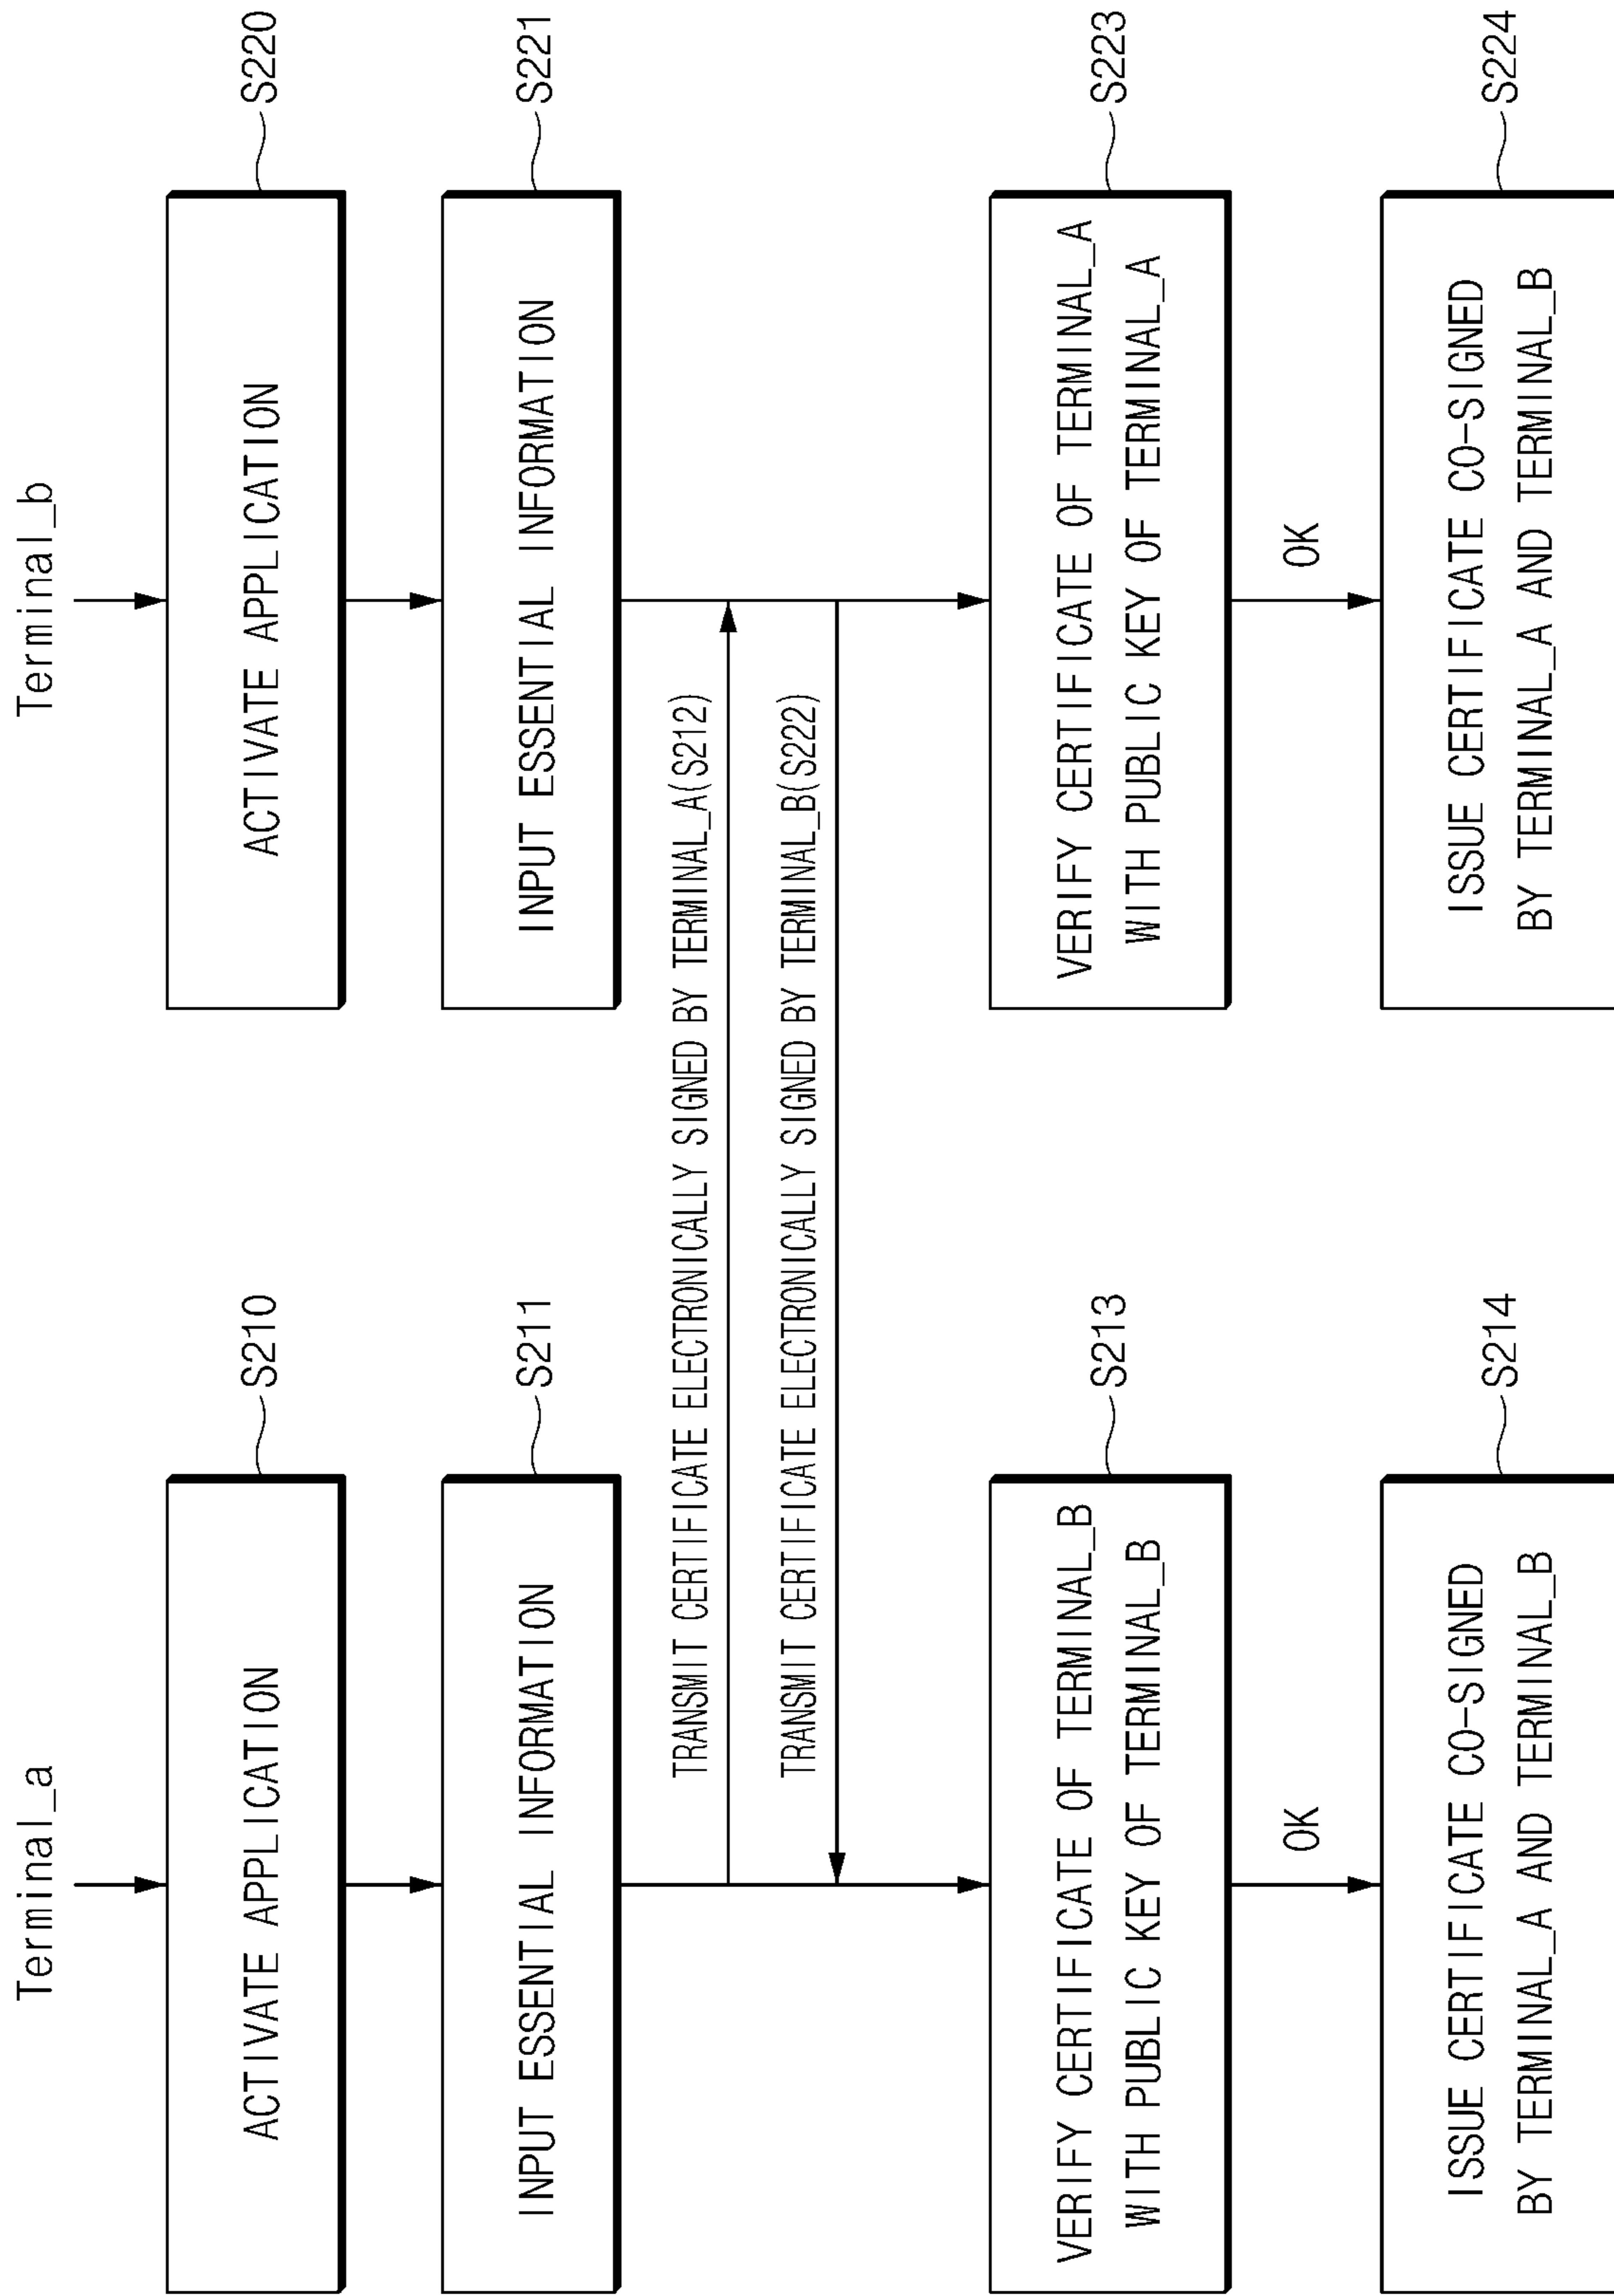 Terminal_a
Terminal_b
ACTIVATE APPLICATION
S210
ACTIVATE APPLICATION
S220
INPUT ESSENTIAL INFORMATION
S211
INPUT ESSENTIAL INFORMATION
S221
TRANSMIT CERTIFICATE ELECTRONICALLY SIGNED BY TERMINAL_A(S212)
TRANSMIT CERTIFICATE ELECTRONICALLY SIGNED BY TERMINAL_B(S222)
VERIFY CERTIFICATE OF TERMINAL_B
WITH PUBLIC KEY OF TERMINAL_B
S213
VERIFY CERTIFICATE OF TERMINAL_A
WITH PUBLIC KEY OF TERMINAL_A
S223
OK
OK
ISSUE CERTIFICATE CO-SIGNED
BY TERMINAL_A AND TERMINAL_B
S214
ISSUE CERTIFICATE CO-SIGNED
BY TERMINAL_A AND TERMINAL_B
S224